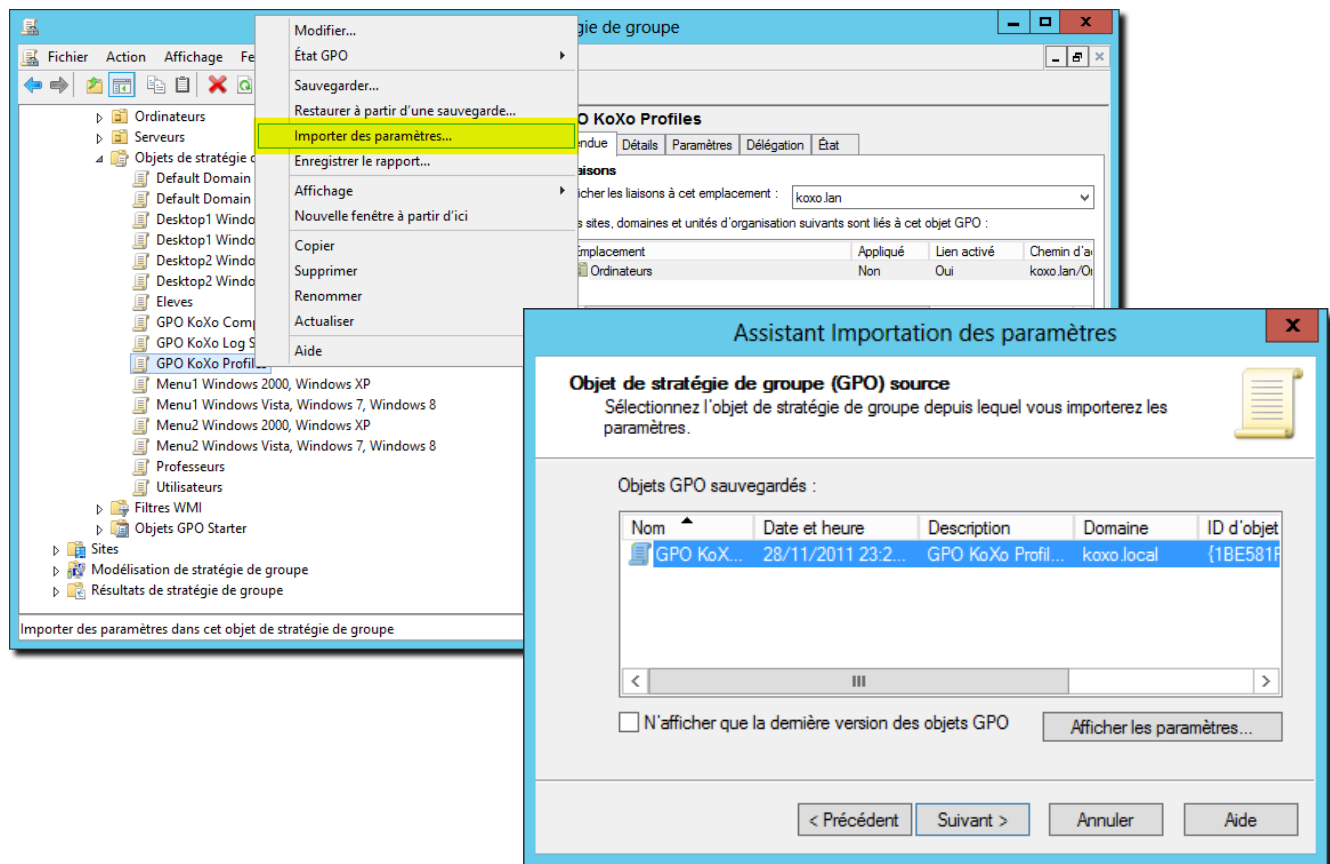 gie de groupe
Fichier Action Affichage Fe
Modifier...
État GPO
Sauvegarder...
Restaurer à partir d'une sauvegarde...
Importer des paramètres...
Enregistrer le rapport...
Affichage
Nouvelle fenêtre à partir d'ici
Copier
Supprimer
Renommer
Actualiser
Aide
Ordinateurs
Serveurs
Objets de stratégie d
Default Domain
Default Domain
Desktop1 Windo
Desktop1 Windo
Desktop2 Windo
Desktop2 Windo
Eleves
GPO KoXo Comp
GPO KoXo Log S
GPO KoXo Profiles
Menu1 Windows 2000, Windows XP
Menu1 Windows Vista, Windows 7, Windows 8
Menu2 Windows 2000, Windows XP
Menu2 Windows Vista, Windows 7, Windows 8
Professeurs
Utilisateurs
Filtres WMI
Objets GPO Starter
Sites
Modélisation de stratégie de groupe
Résultats de stratégie de groupe
Importer des paramètres dans cet objet de stratégie de groupe
O KoXo Profiles
ndue Détails Paramètres Délégation État
aisons
icher les liaisons à cet emplacement : koxo.lan
s sites, domaines et unités d'organisation suivants sont liés à cet objet GPO :
mplacement Appliqué Lien activé Chemin d'a
Ordinateurs Non Oui koxo.lan/O
Assistant Importation des paramètres
Objet de stratégie de groupe (GPO) source
Sélectionnez l'objet de stratégie de groupe depuis lequel vous importerez les
paramètres.
Objets GPO sauvegardés :
Nom Date et heure Description Domaine ID d'objet
GPO KoX... 28/11/2011 23:2... GPO KoXo Profil... koxo.local {1BE581F
N'afficher que la dernière version des objets GPO
Afficher les paramètres...
< Précédent Suivant > Annuler Aide